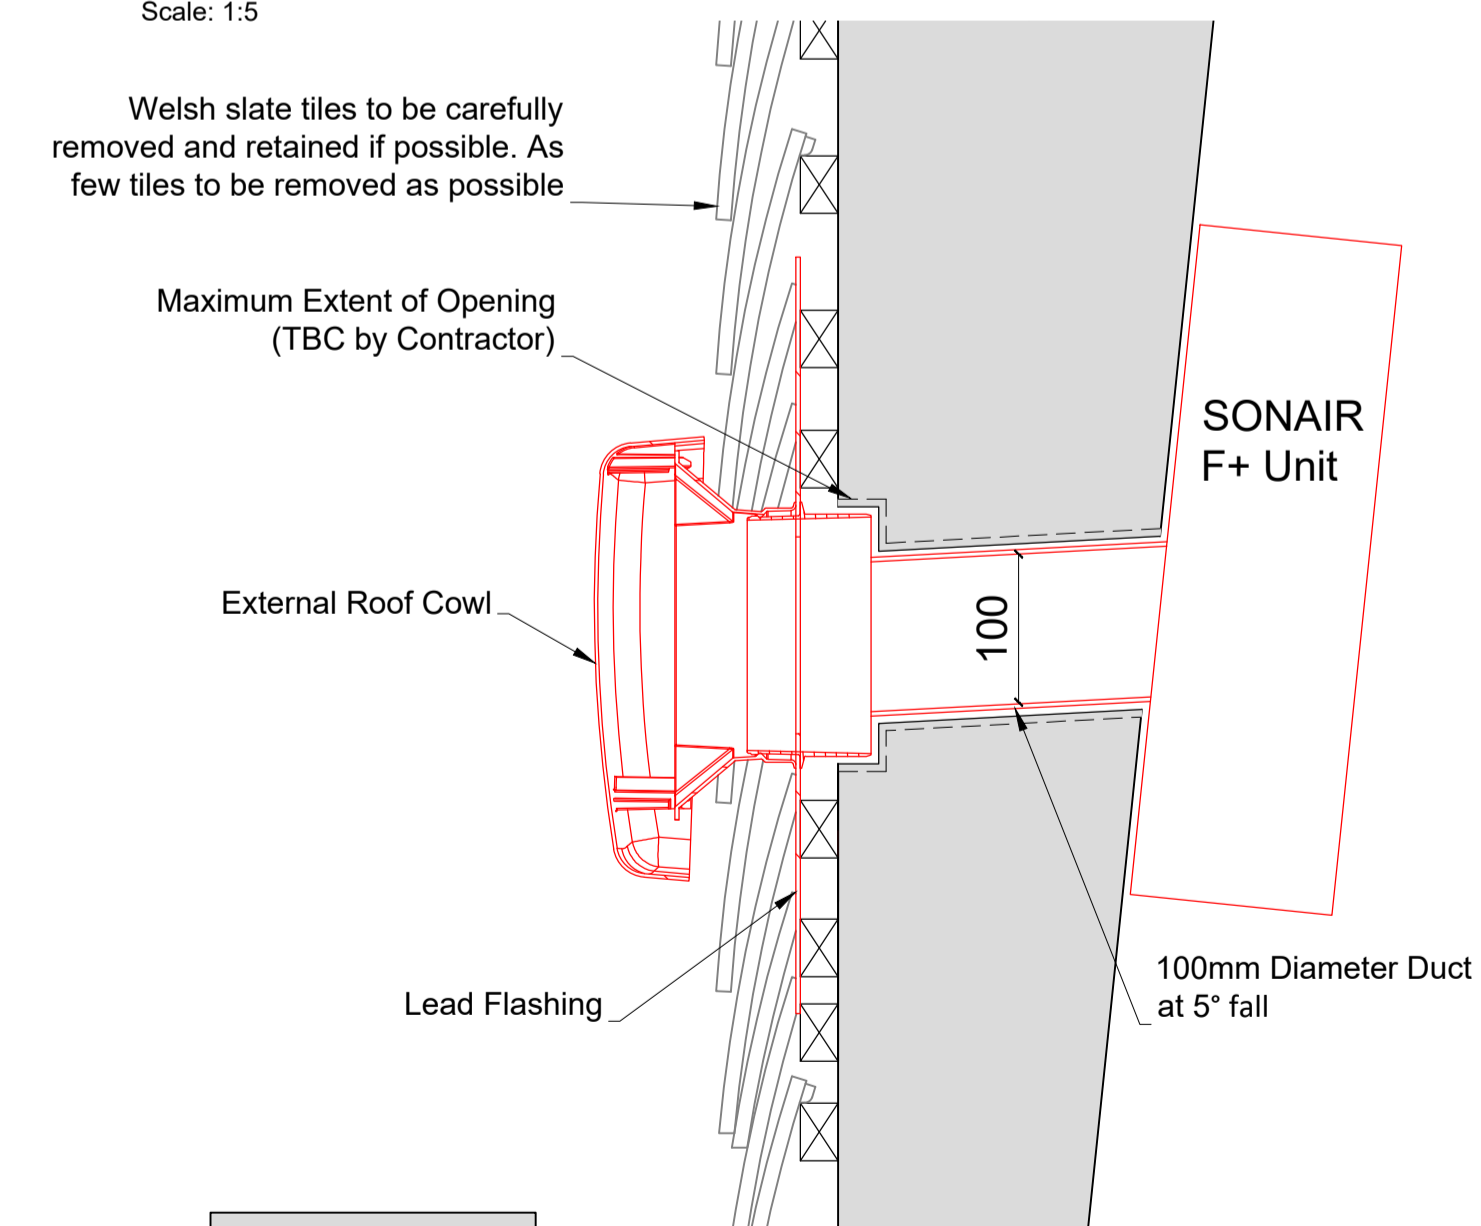 Scale: 1:5
Welsh slate tiles to be carefully
removed and retained if possible. As
few tiles to be removed as possible
Maximum Extent of Opening
(TBC by Contractor)
SONAIR
F+ Unit
External Roof Cowl
100
Lead Flashing
100mm Diameter Duct
at 5° fall